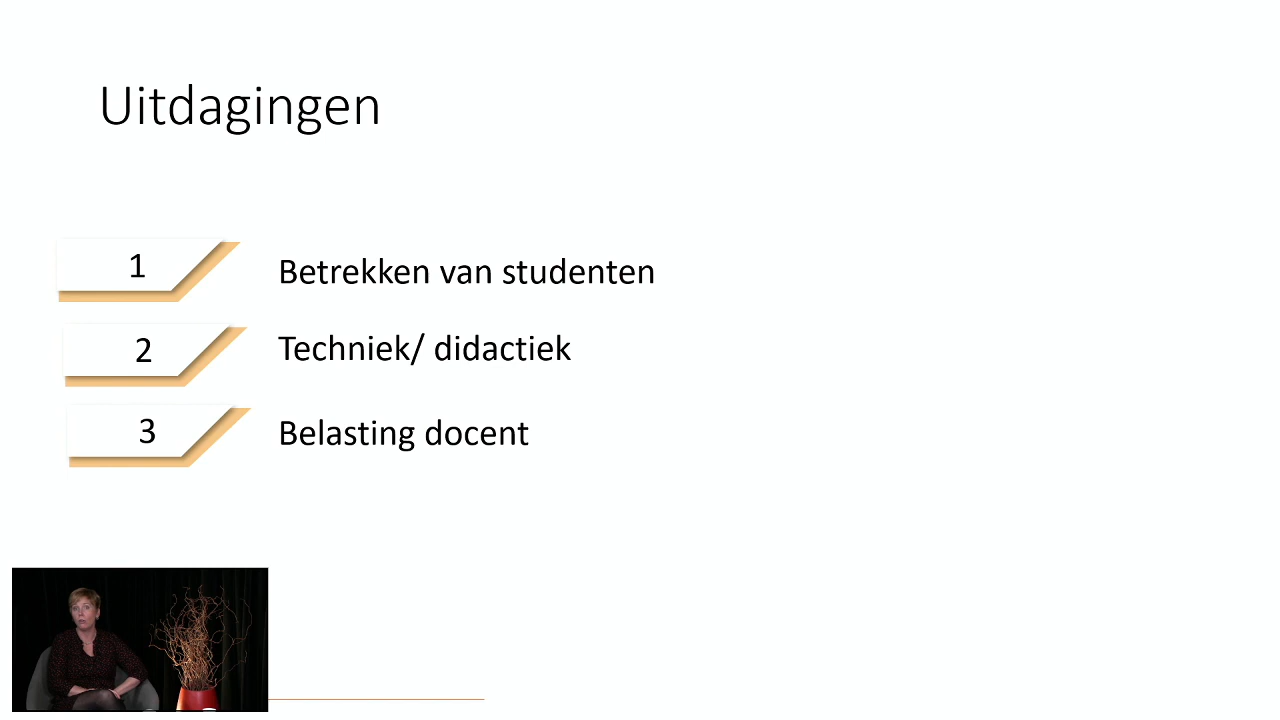 Uitdagingen
1 Betrekken van studenten
2 Techniek/ didactiek
3 Belasting docent